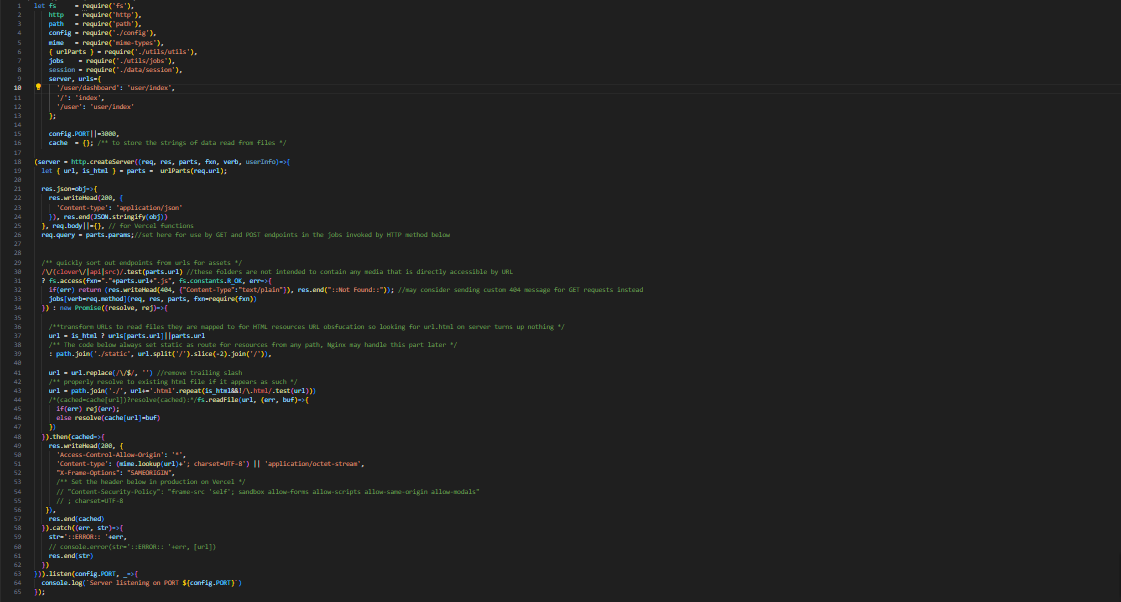 1 let fs = require('fs'),
2 http = require('http'),
3 path = require('path'),
4 config = require('./config'),
5 mime = require('mime-types'),
6 { urlParts } = require('./utils/utils'),
7 jobs = require('./utils/jobs'),
8 session = require('./data/session'),
9 server, urls={
10 '/user/dashboard': 'user/index',
11 '/': 'index',
12 '/user': 'user/index'
13 };
14
15 config.PORT||=3000,
16 cache = {}; /** to store the strings of data read from files */
17
18 (server = http.createServer((req, res, parts, fxn, verb, userInfo)=>{
19 let { url, is_html } = parts = urlParts(req.url);
20
21 res.json=obj=>{
22 res.writeHead(200, {
23 'Content-type': 'application/json'
24 }), res.end(JSON.stringify(obj))
25 }, req.body||={}, // for Vercel functions
26 req.query = parts.params;//set here for use by GET and POST endpoints in the jobs invoked by HTTP method below
27
28
29 /** quickly sort out endpoints from urls for assets */
30 /\/(clover\/|api|src)/.test(parts.url) //these folders are not intended to contain any media that is directly accessible by URL
31 ? fs.access(fxn="."+parts.url+".js", fs.constants.R_OK, err=>{
32 if(err) return (res.writeHead(404, {"Content-Type":"text/plain"}), res.end("::Not Found::")); //may consider sending custom 404 message for GET requests instead
33 jobs[verb=req.method](req, res, parts, fxn=require(fxn))
34 }) : new Promise((resolve, rej)=>{
35
36 /**transform URLs to read files they are mapped to for HTML resources URL obsfucation so looking for url.html on server turns up nothing */
37 url = is_html ? urls[parts.url]||parts.url
38 /** The code below always set static as route for resources from any path, Nginx may handle this part later */
39 : path.join('./static', url.split('/').slice(-2).join('/')),
40
41 url = url.replace(/\/$/, '') //remove trailing slash
42 /** properly resolve to existing html file if it appears as such */
43 url = path.join('./', url+='.html'.repeat(is_html&&!/\.html/.test(url)))
44 /*(cached=cache[url])?resolve(cached):*/fs.readFile(url, (err, buf)=>{
45 if(err) rej(err);
46 else resolve(cache[url]=buf)
47 })
48 }).then(cached=>{
49 res.writeHead(200, {
50 'Access-Control-Allow-Origin': '*',
51 'Content-type': (mime.lookup(url)+'; charset=UTF-8') || 'application/octet-stream',
52 "X-Frame-Options": "SAMEORIGIN",
53 /** Set the header below in production on Vercel */
54 // "Content-Security-Policy": "frame-src 'self'; sandbox allow-forms allow-scripts allow-same-origin allow-modals"
55 // ; charset=UTF-8
56 }),
57 res.end(cached)
58 }).catch((err, str)=>{
59 str='::ERROR:: '+err,
60 // console.error(str='::ERROR:: '+err, [url])
61 res.end(str)
62 })
63 })).listen(config.PORT, _=>{
64 console.log(`Server listening on PORT ${config.PORT}`)
65 });